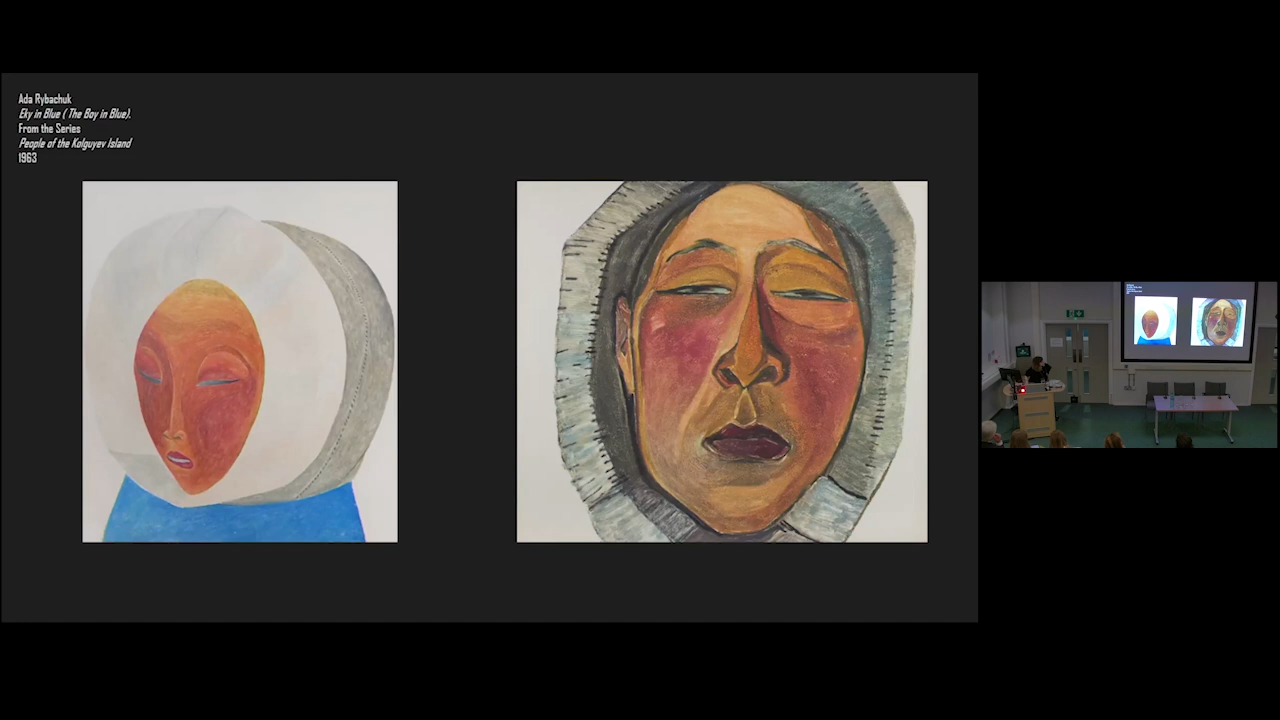 Ada Rybachuk
Eky in Blue ( The Boy in Blue).
From the Series
People of the Kolguyev Island
1963